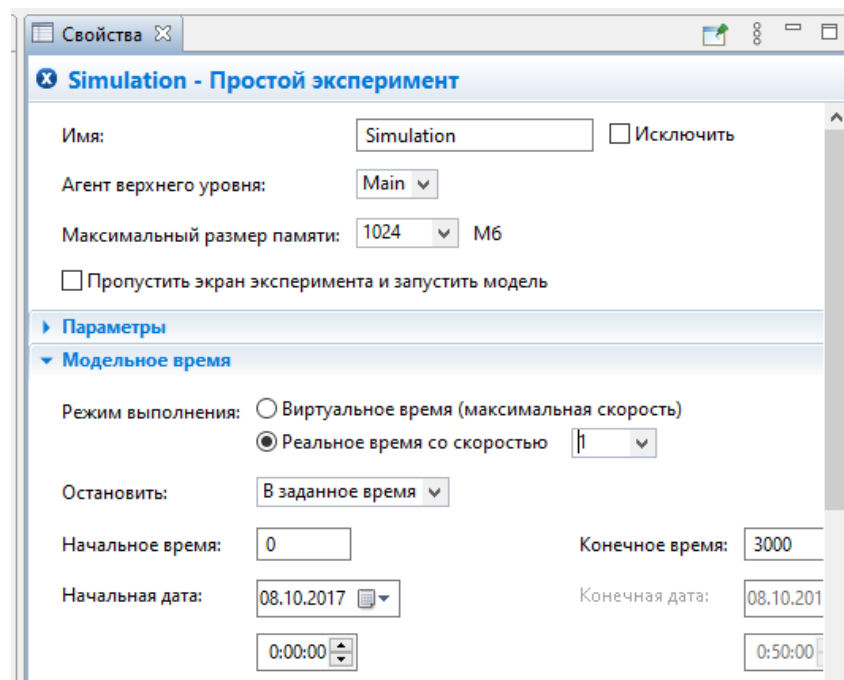 Свойства
Simulation - Простой эксперимент
Имя: Simulation Исключить
Агент верхнего уровня: Main
Максимальный размер памяти: 1024 Мб
Пропустить экран эксперимента и запустить модель
Параметры
Модельное время
Режим выполнения: Виртуальное время (максимальная скорость)
Реальное время со скоростью 1
Остановить: В заданное время
Начальное время: 0 Конечное время: 3000
Начальная дата: 08.10.2017 Конечная дата: 08.10.201
0:00:00 0:50:00